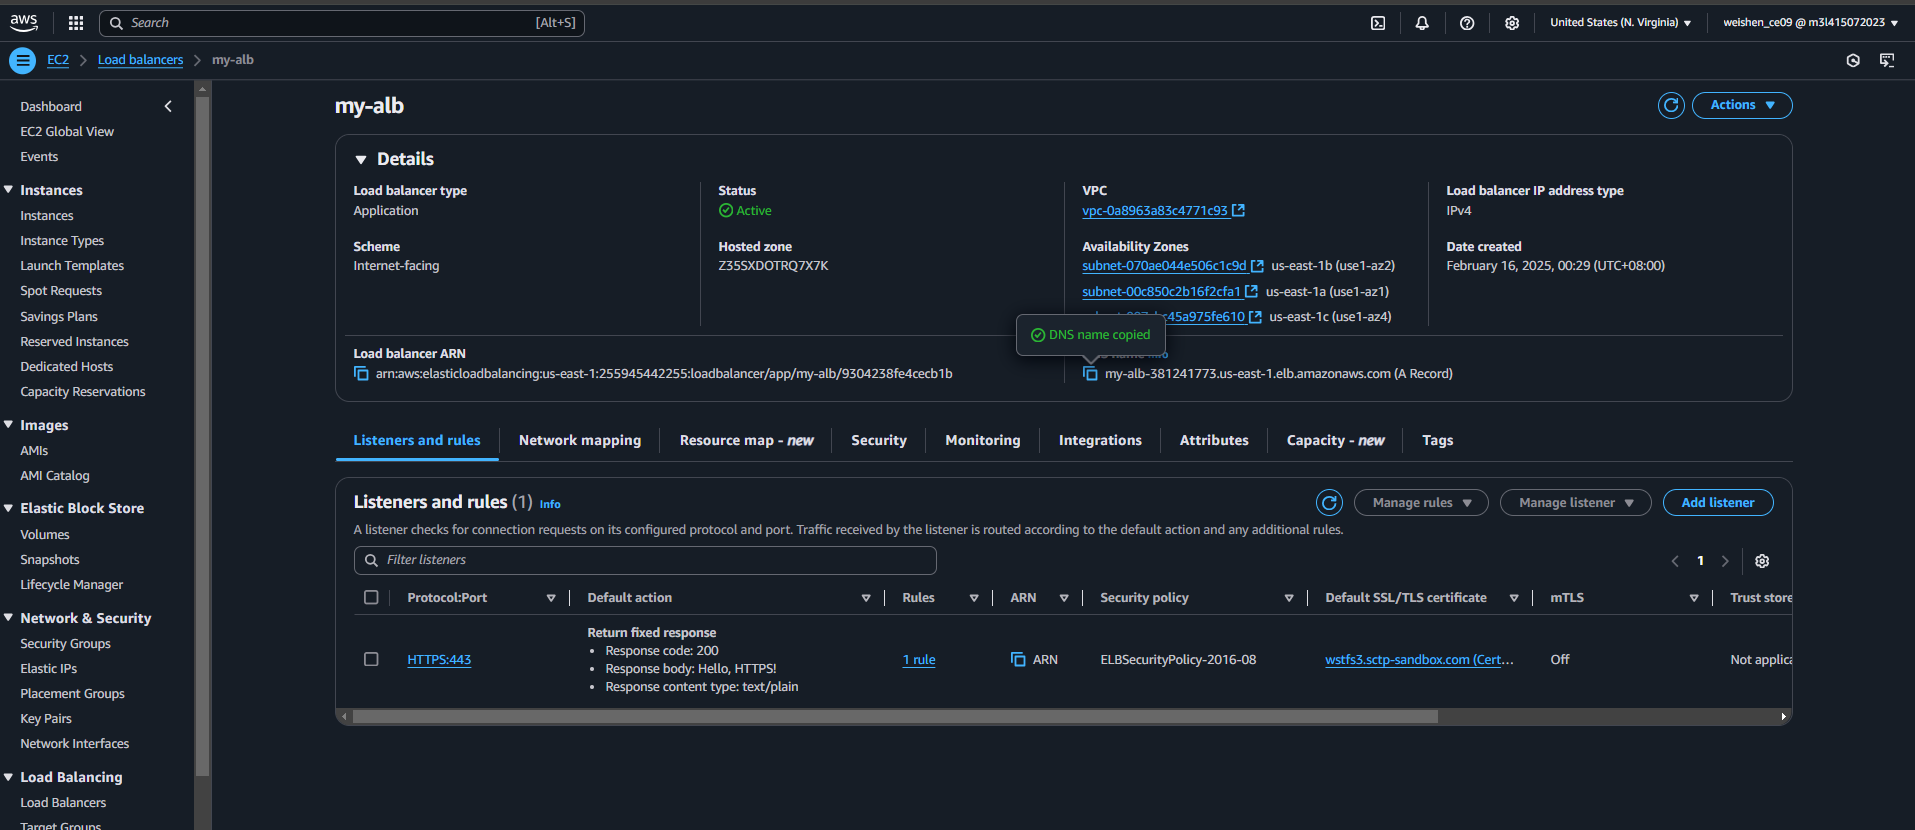 aws
Search
[Alt+S]
United States (N. Virginia)
weishen_ce09 @ m3l415072023
EC2
Load balancers
my-alb
Dashboard
EC2 Global View
Events
Instances
Instances
Instance Types
Launch Templates
Spot Requests
Savings Plans
Reserved Instances
Dedicated Hosts
Capacity Reservations
Images
AMIs
AMI Catalog
Elastic Block Store
Volumes
Snapshots
Lifecycle Manager
Network & Security
Security Groups
Elastic IPs
Placement Groups
Key Pairs
Network Interfaces
Load Balancing
Load Balancers
Target Groups
my-alb
Actions
Details
Load balancer type
Application
Scheme
Internet-facing
Status
Active
Hosted zone
Z35SXDOTRQ7X7K
VPC
vpc-0a8963a83c4771c93
Availability Zones
subnet-070ae044e506c1c9d us-east-1b (use1-az2)
subnet-00c850c2b16f2cfa1 us-east-1a (use1-az1)
c45a975fe610 us-east-1c (use1-az4)
Load balancer IP address type
IPv4
Date created
February 16, 2025, 00:29 (UTC+08:00)
DNS name copied
Load balancer ARN
arn:aws:elasticloadbalancing:us-east-1:255945442255:loadbalancer/app/my-alb/9304238fe4cecb1b
my-alb-381241773.us-east-1.elb.amazonaws.com (A Record)
Listeners and rules
Network mapping
Resource map - new
Security
Monitoring
Integrations
Attributes
Capacity - new
Tags
Listeners and rules (1) Info
Manage rules
Manage listener
Add listener
A listener checks for connection requests on its configured protocol and port. Traffic received by the listener is routed according to the default action and any additional rules.
Filter listeners
1
Protocol:Port
Default action
Rules
ARN
Security policy
Default SSL/TLS certificate
mTLS
Trust store
HTTPS:443
Return fixed response
• Response code: 200
• Response body: Hello, HTTPS!
• Response content type: text/plain
1 rule
ARN
ELBSecurityPolicy-2016-08
wstfs3.sctp-sandbox.com (Cert...
Off
Not applica